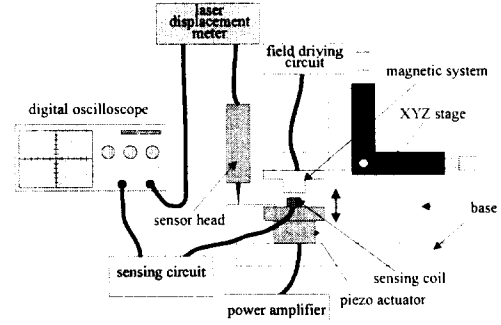 laser
displacement
meter
field driving
circuit
magnetic system
digital oscilloscope
XYZ stage
sensor head
base
sensing circuit
sensing coil
piezo actuator
power amplifier